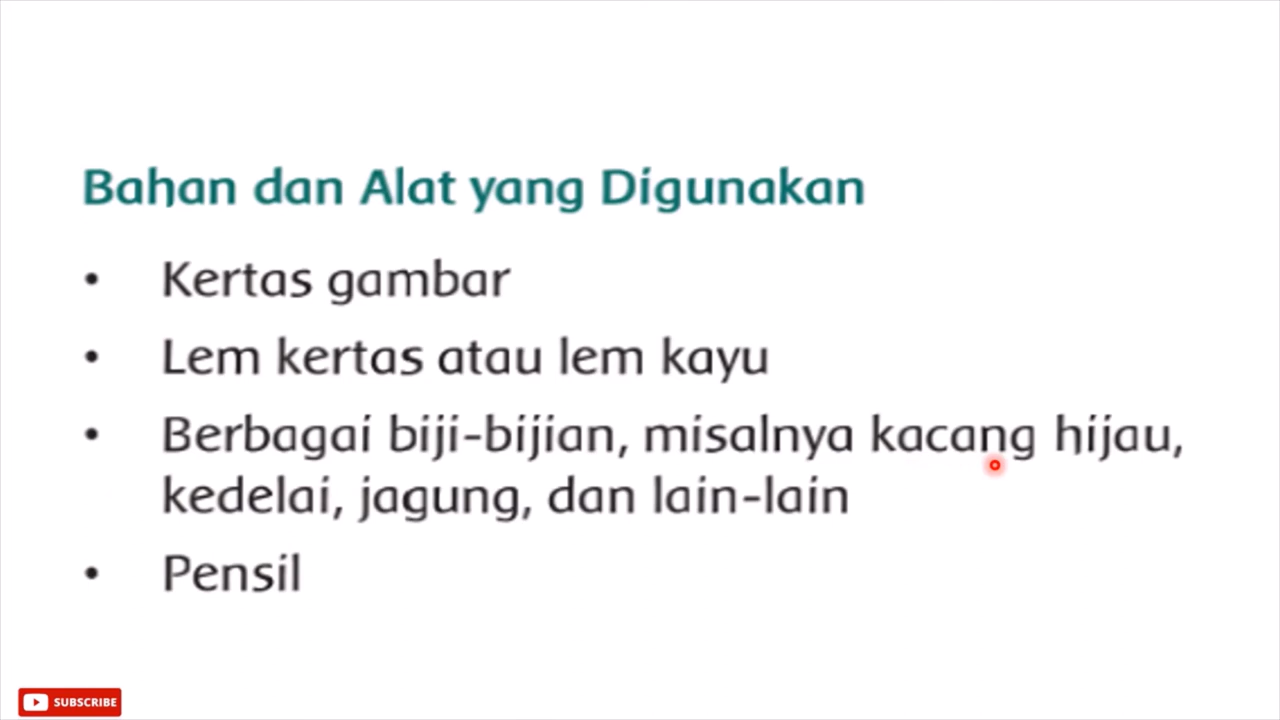 Bahan dan Alat yang Digunakan
• Kertas gambar
• Lem kertas atau lem kayu
• Berbagai biji-bijian, misalnya kacang hijau,
kedelai, jagung, dan lain-lain
• Pensil
SUBSCRIBE